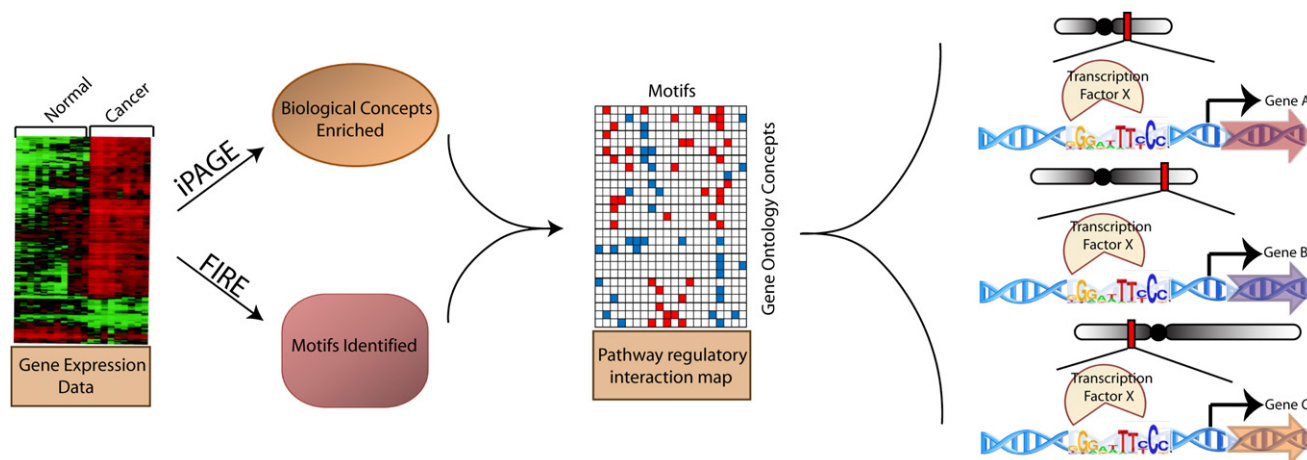 Normal
Cancer
Gene Expression
Data
iPAGE
FIRE
Biological Concepts
Enriched
Motifs Identified
Motifs
Gene Ontology Concepts
Pathway regulatory
interaction map
Transcription
Factor X
Gene A
Transcription
Factor X
Gene B
Transcription
Factor X
Gene C